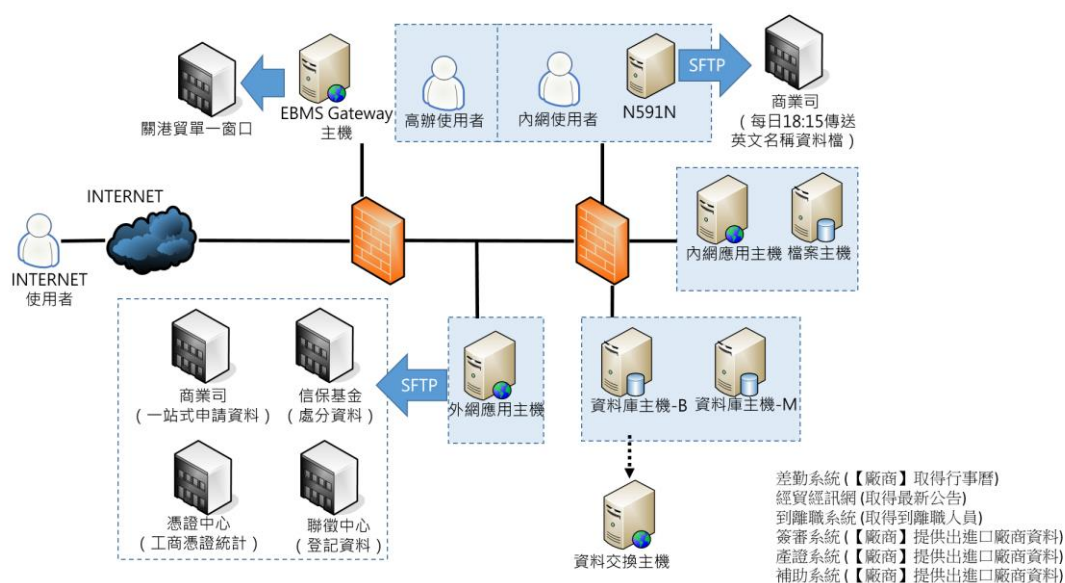 關港貿單一窗口
EBMS Gateway
主機
高辦使用者
內網使用者
N591N
SFTP
商業司
(每日18:15傳送
英文名稱資料檔)
INTERNET
INTERNET
使用者
內網應用主機
檔案主機
商業司
(一站式申請資料)
信保基金
(處分資料)
SFTP
外網應用主機
資料庫主機-B
資料庫主機-M
憑證中心
(工商憑證統計)
聯徵中心
(登記資料)
資料交換主機
差勤系統(【廠商】取得行事曆)
經貿經訊網(取得最新公告)
到離職系統(取得到離職人員)
簽審系統(【廠商】提供出進口廠商資料)
產證系統(【廠商】提供出進口廠商資料)
補助系統(【廠商】提供出進口廠商資料)